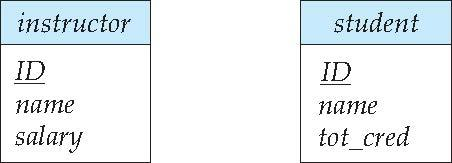 instructor
ID
name
salary
student
ID
name
tot_cred